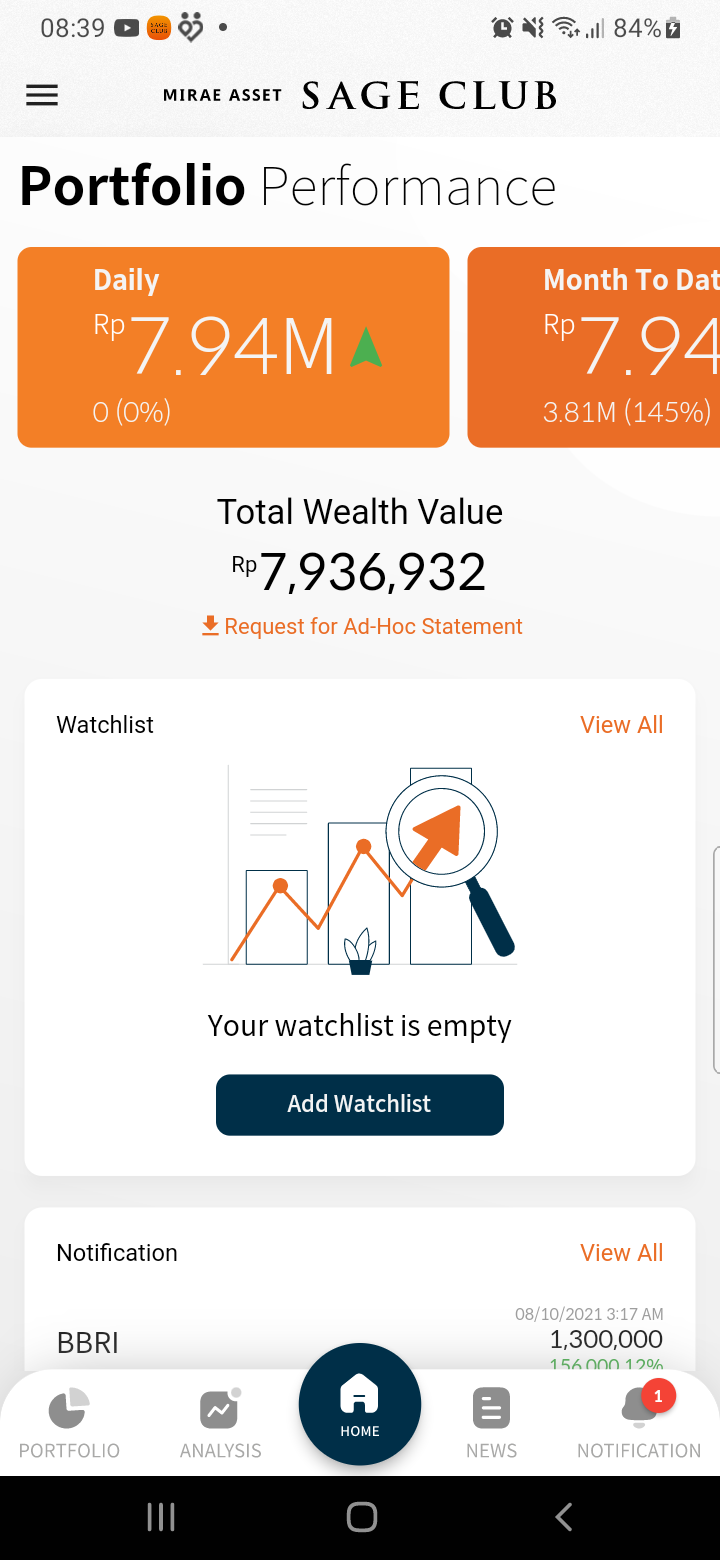 08:39 84%
MIRAE ASSET SAGE CLUB
Portfolio Performance
Daily
Rp 7.94M
0 (0%)
Month To Dat
Rp 7.94
3.81M (145%)
Total Wealth Value
Rp 7,936,932
Request for Ad-Hoc Statement
Watchlist View All
Your watchlist is empty
Add Watchlist
Notification View All
08/10/2021 3:17 AM
BBRI 1,300,000
156,000 12%
PORTFOLIO ANALYSIS HOME NEWS NOTIFICATION
1